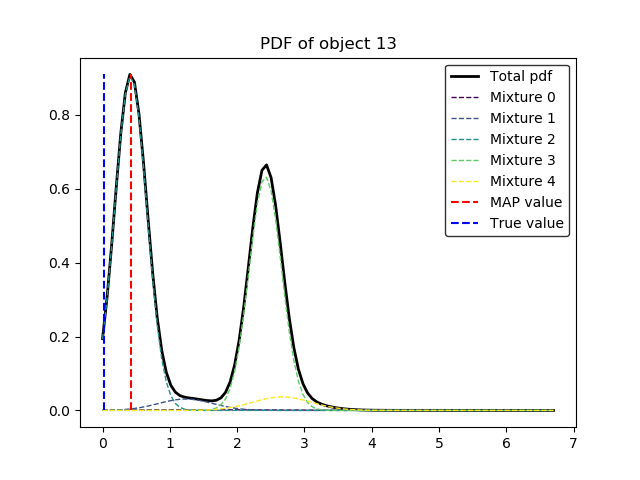 PDF of object 13
Total pdf
Mixture 0
Mixture 1
Mixture 2
Mixture 3
Mixture 4
MAP value
True value
0.8
0.6
0.4
0.2
0.0
0 1 2 3 4 5 6 7